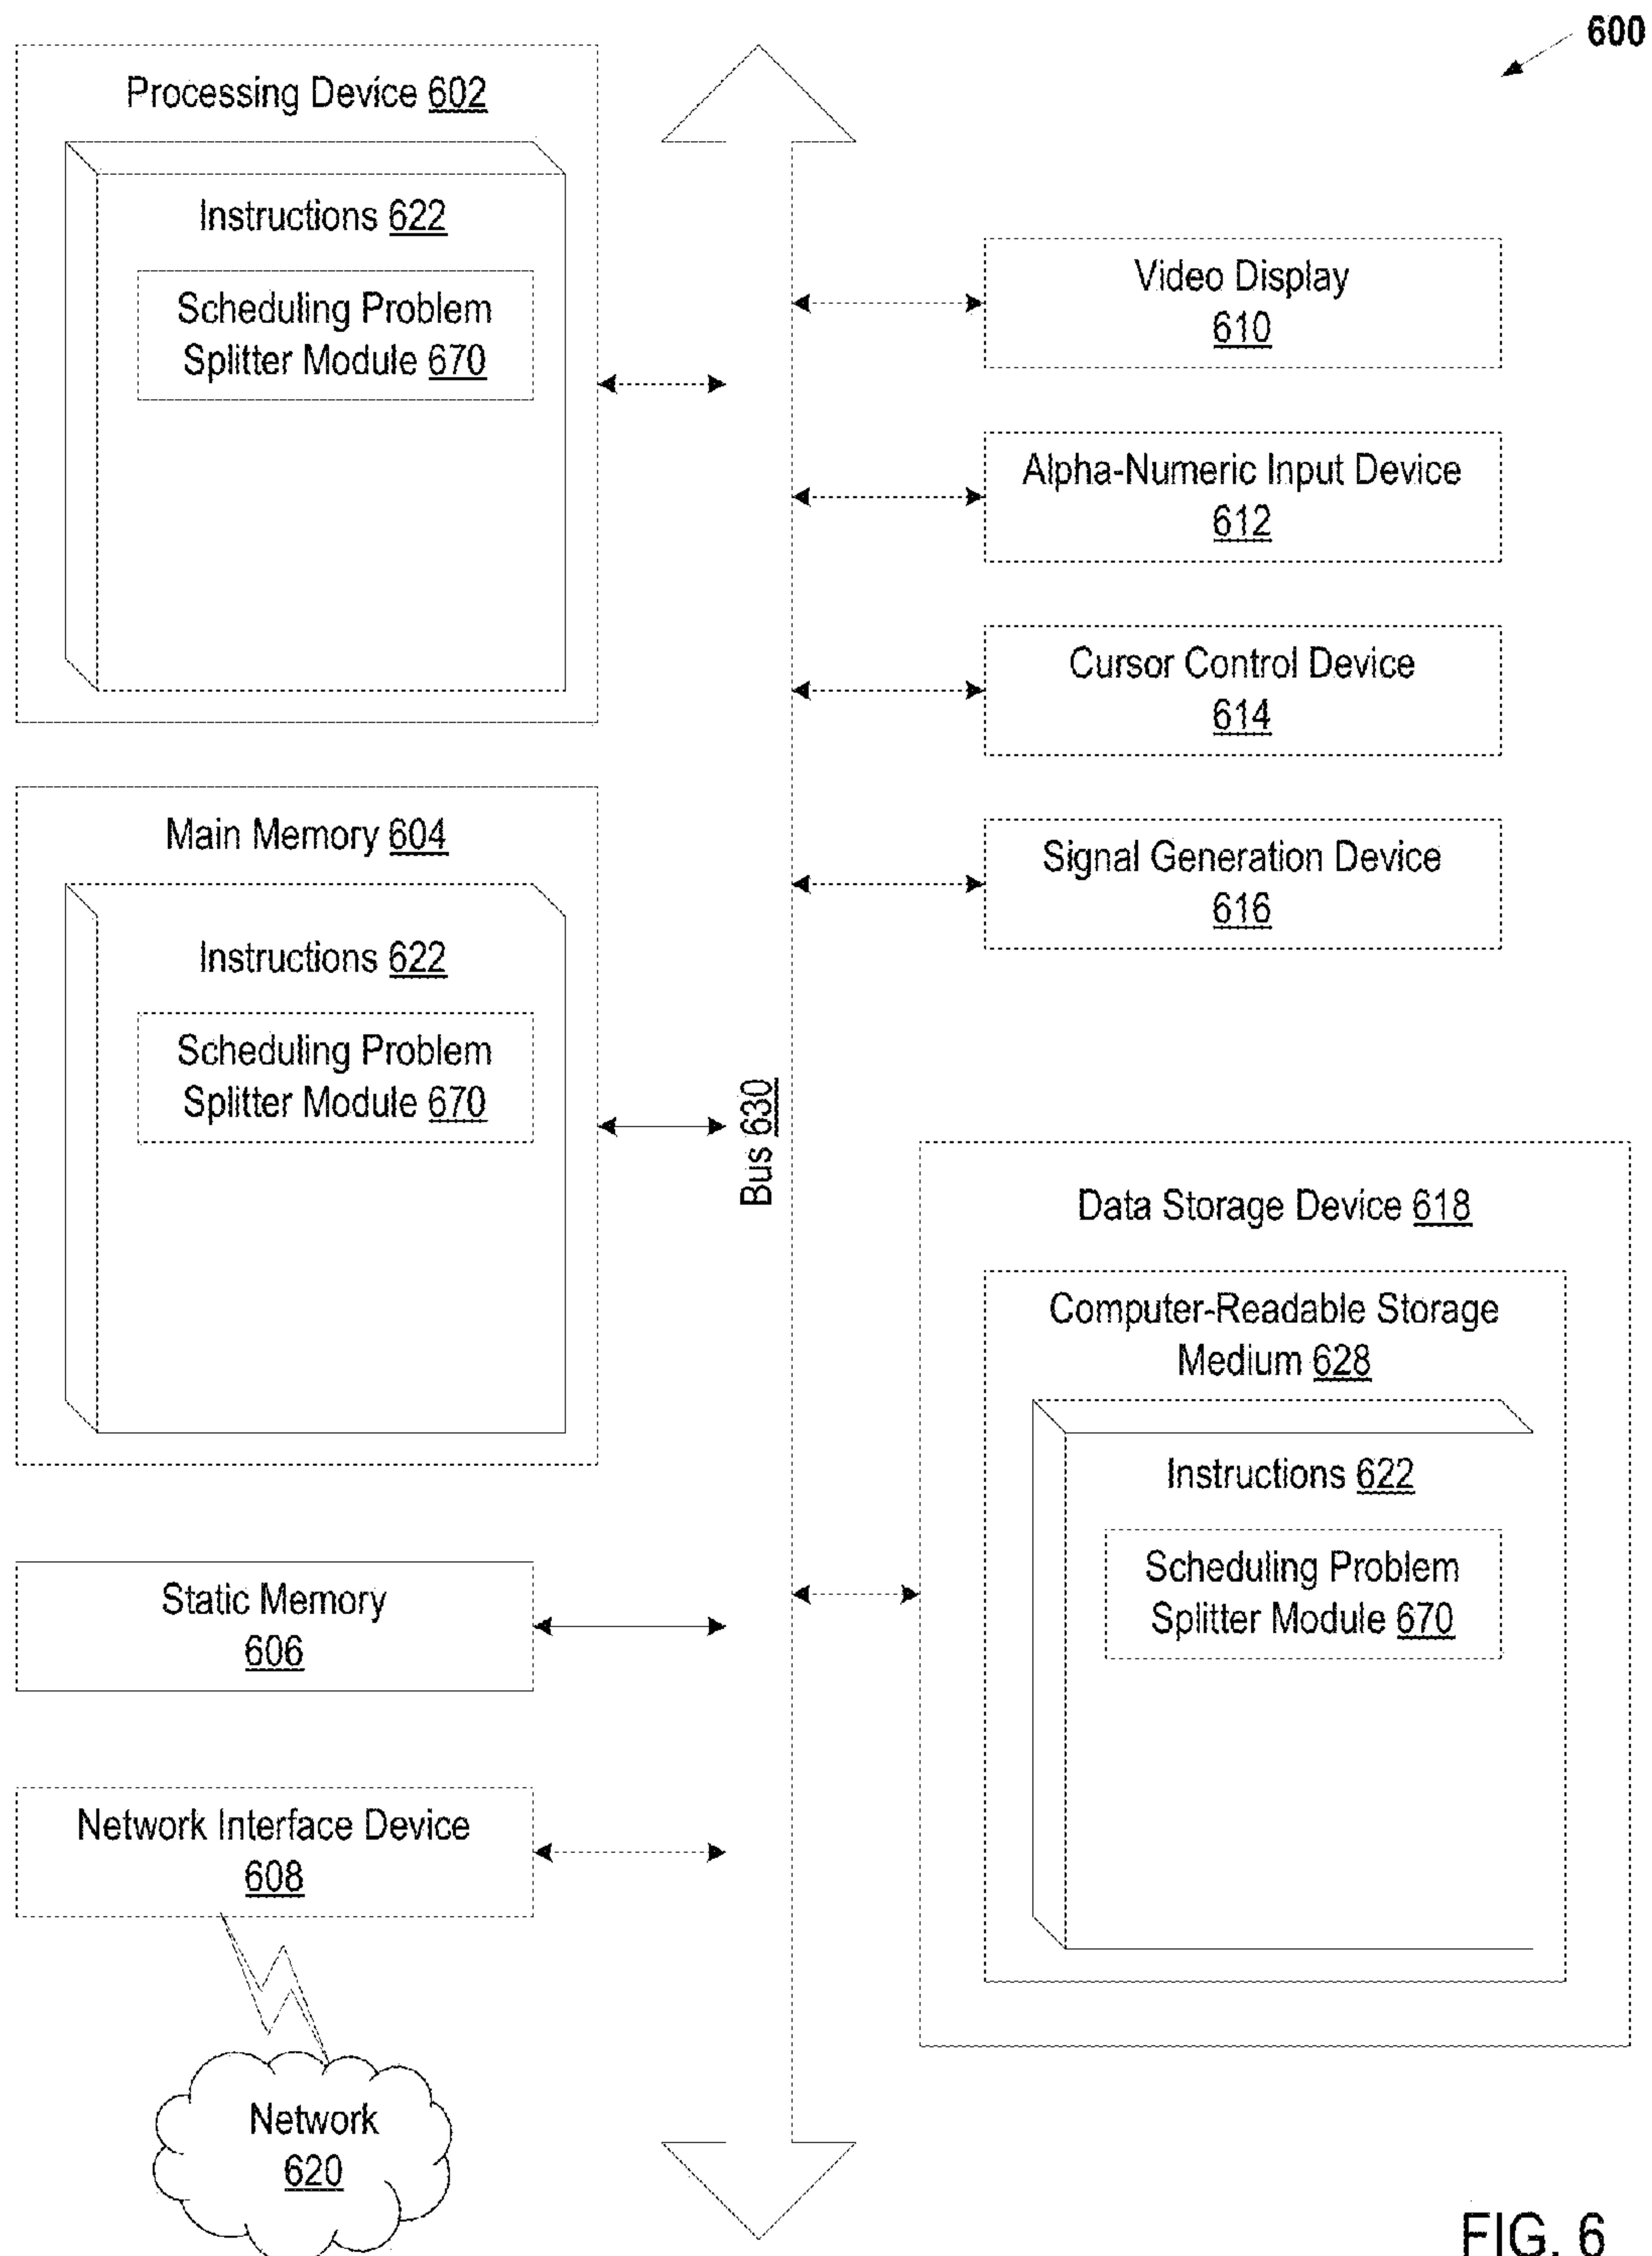 600
Processing Device 602
Instructions 622
Scheduling Problem
Splitter Module 670
Main Memory 604
Instructions 622
Scheduling Problem
Splitter Module 670
Static Memory
606
Network Interface Device
608
Network
620
Bus 630
Video Display
610
Alpha-Numeric Input Device
612
Cursor Control Device
614
Signal Generation Device
616
Data Storage Device 618
Computer-Readable Storage
Medium 628
Instructions 622
Scheduling Problem
Splitter Module 670
FIG. 6